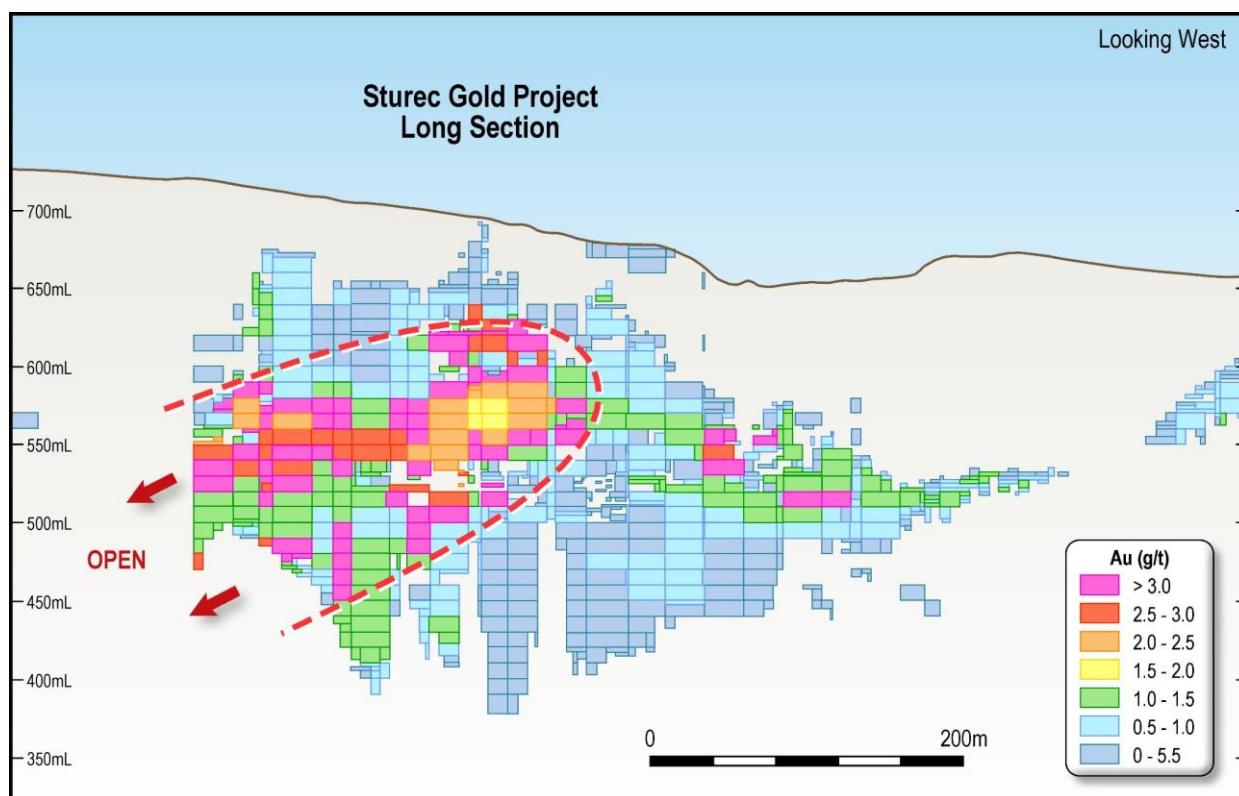 Looking West
Sturec Gold Project
Long Section
700mL
650mL
600mL
550mL
500mL
450mL
400mL
350mL
OPEN
Au (g/t)
> 3.0
2.5 - 3.0
2.0 - 2.5
1.5 - 2.0
1.0 - 1.5
0.5 - 1.0
0 - 5.5
0
200m